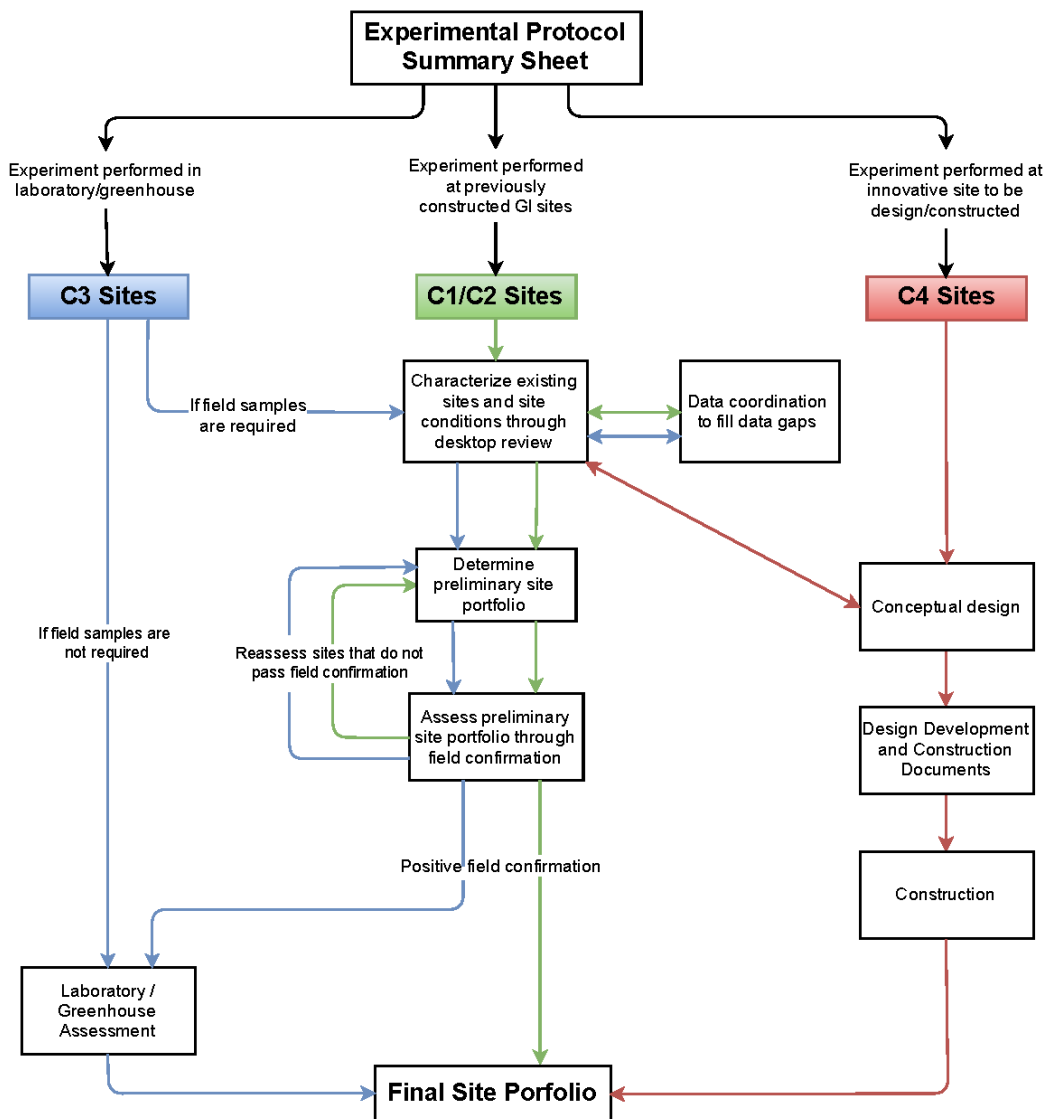 Experimental Protocol
Summary Sheet
Experiment performed in
laboratory/greenhouse
Experiment performed
at previously
constructed GI sites
Experiment performed at
innovative site to be
design/constructed
C3 Sites
C1/C2 Sites
C4 Sites
If field samples
are required
Characterize existing
sites and site
conditions through
desktop review
Data coordination
to fill data gaps
Determine
preliminary site
portfolio
Conceptual design
If field samples are
not required
Reassess sites that do not
pass field confirmation
Assess preliminary
site portfolio through
field confirmation
Design Development
and Construction
Documents
Positive field confirmation
Construction
Laboratory /
Greenhouse
Assessment
Final Site Porfolio